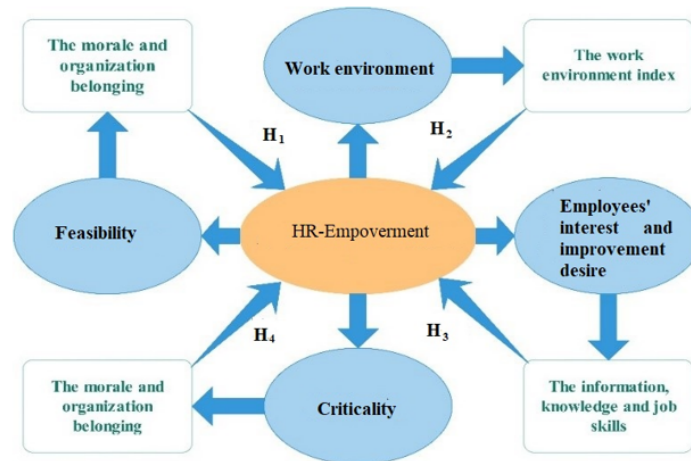 The morale and
organization
belonging
Work environment
The work
environment index
H1
H2
Feasibility
HR-Empoverment
Employees'
interest and
improvement
desire
H4
H3
The morale and
organization
belonging
Criticality
The information,
knowledge and job
skills